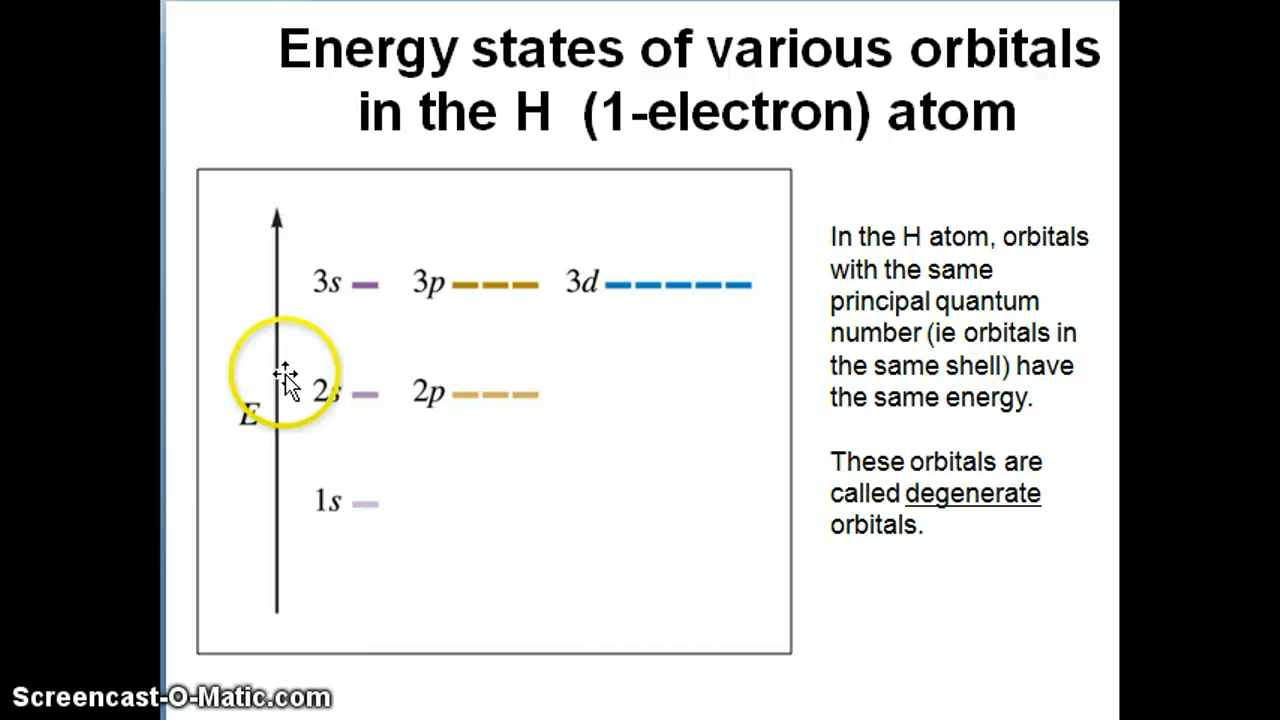 Energy states of various orbitals
in the H (1-electron) atom
3s 3p 3d
2s 2p
E
1s
In the H atom, orbitals
with the same
principal quantum
number (ie orbitals in
the same shell) have
the same energy.
These orbitals are
called degenerate
orbitals.
Screencast-O-Matic.com